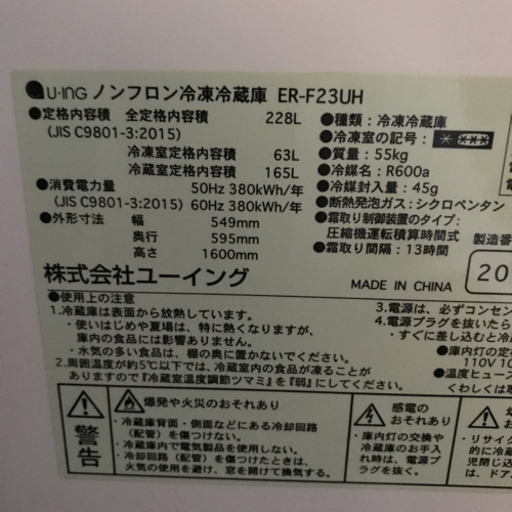 U-ING ノンフロン冷凍冷蔵庫 ER-F23UH
●定格内容積 全定格内容積 228L
(JIS C9801-3:2015)
冷凍室定格内容積 63L
冷蔵室定格内容積 165L
●消費電力量 50Hz 380kWh/年
(JIS C9801-3:2015) 60Hz 380kWh/年
●外形寸法 幅 549mm
奥行 595mm
高さ 1600mm
株式会社ユーイング
●種類:冷凍冷蔵庫
●冷凍室の記号:
●質量:55kg
●冷媒名:R600a
●冷媒封入量:45g
●断熱発泡ガス:シクロペンタン
●霜取り制御装置のタイプ:
圧縮機運転積算時間式
●霜取り間隔:13時間
製造番
MADE IN CHINA
20
●使用上の注意
1.冷蔵庫は表面から放熱しています。
・使いはじめや夏場は、特に熱くなりますが、
庫内の食品には影響ありません。
・水気の多い食品は、棚の奥に置かないでください。
2.周囲温度が約5℃以下では、冷蔵室内の食品が凍ることが
ありますので『冷蔵室温度調節ツマミ』を『弱』にしてください。
3.電源は、必ずコンセン
4.電源プラグを抜いたら
・すぐに差し込むと冷
●庫内灯の定格
110V 10
●温度ヒューズ
くわしくは取
警告
爆発や火災のおそれあり
・冷蔵庫背面・側面などにある冷却回路
(配管)を傷つけない。
・冷蔵庫内で電気製品を使用しない。
・冷却回路(配管)を傷つけたときは、
火気の使用を避け、窓を開けて換気する。
感電の
おそれあり
・庫内灯の交換や
冷蔵庫のお手入
れ時は、電源プラ
グを抜く。
・リサイク
的に冷蔵
児閉じ込
は、ドア